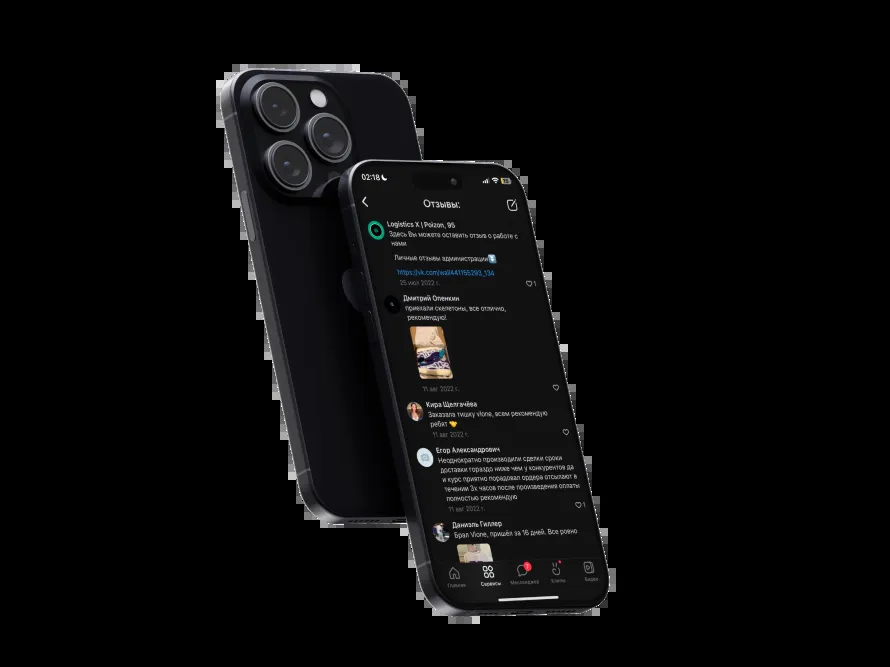 02:18
Отзывы:
Logistics X | Poizon, 95
Здесь Вы можете оставить отзыв о работе с
нами
Личные отзывы администрации
https://vk.com/wall441155293_134
25 июл 2022 г.
1
Дмитрий Опенкин
приехали скелетоны, все отлично,
рекомендую!
11 авг 2022 г.
Кира Щелгачёва
Заказала тишку vlone, всем рекомендую
ребят
11 авг 2022 г.
Егор Александрович
Неоднократно производили сделки сроки
доставки гораздо ниже чем у конкурентов да
и курс приятно порадовал ордера отсылают в
течении 3х часов после произведения оплаты
полностью рекомендую
11 авг 2022 г.
1
Даниэль Гиллер
Брал Vlone, пришёл за 16 дней. Все ровно
Главная
Сервисы
Мессенджер
Клипы
Видео